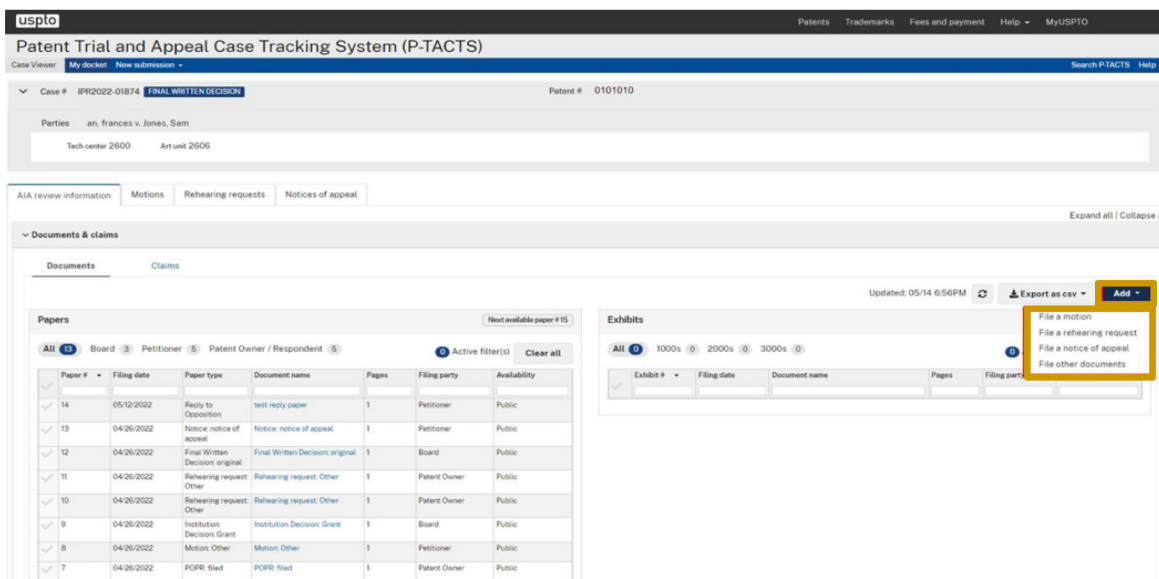 uspto
Patents Trademarks Fees and payment Help MyUSPTO
Patent Trial and Appeal Case Tracking System (P-TACTS)
Case Viewer My docket New submission Search P-TACTS Help
Case # IPR2022-01874 FINAL WRITTEN DECISION Patent # 0101010
Parties an, frances v. Jones, Sam
Tech center 2600 Art unit 2606
AIA review information Motions Rehearing requests Notices of appeal
Expand all | Collapse
Documents & claims
Documents Claims
Updated: 05/14 6:56PM Export as csv Add
File a motion
File a rehearing request
File a notice of appeal
File other documents
Papers Next available paper #15
All 13 Board 3 Petitioner 5 Patent Owner / Respondent 5 0 Active filter(s) Clear all
Paper # Filing date Paper type Document name Pages Filing party Availability
14 05/12/2022 Reply to Opposition test reply paper 1 Petitioner Public
13 04/26/2022 Notice: notice of appeal Notice: notice of appeal 1 Petitioner Public
12 04/26/2022 Final Written Decision: original Final Written Decision: original 1 Board Public
11 04/26/2022 Rehearing request: Other Rehearing request: Other 1 Patent Owner Public
10 04/26/2022 Rehearing request: Other Rehearing request: Other 1 Patent Owner Public
9 04/26/2022 Institution Decision: Grant Institution Decision: Grant 1 Board Public
8 04/26/2022 Motion: Other Motion: Other 1 Petitioner Public
7 04/26/2022 POPR: filed POPR: filed 1 Patent Owner Public
Exhibits
All 0 1000s 0 2000s 0 3000s 0 0
Exhibit # Filing date Document name Pages Filing party